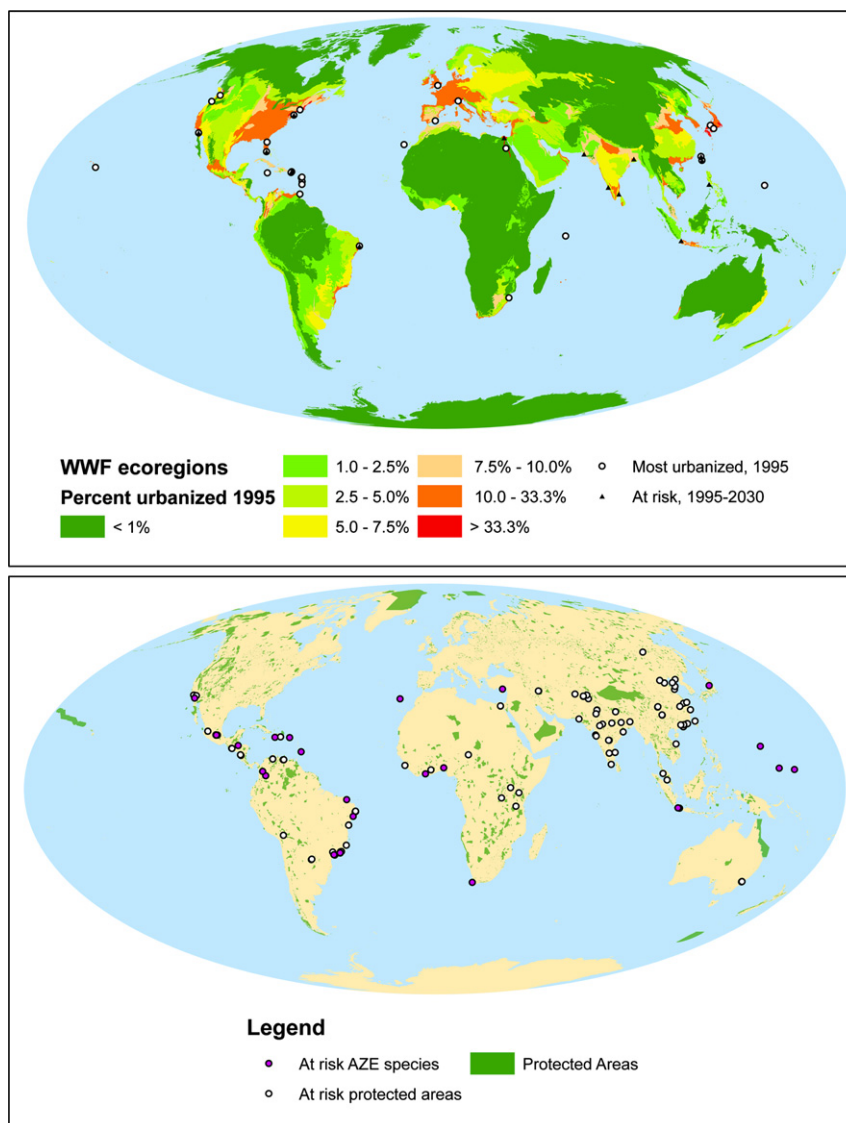 WWF ecoregions
Percent urbanized 1995
< 1%
1.0 - 2.5%
2.5 - 5.0%
5.0 - 7.5%
7.5% - 10.0%
10.0 - 33.3%
> 33.3%
Most urbanized, 1995
At risk, 1995-2030
Legend
At risk AZE species
At risk protected areas
Protected Areas